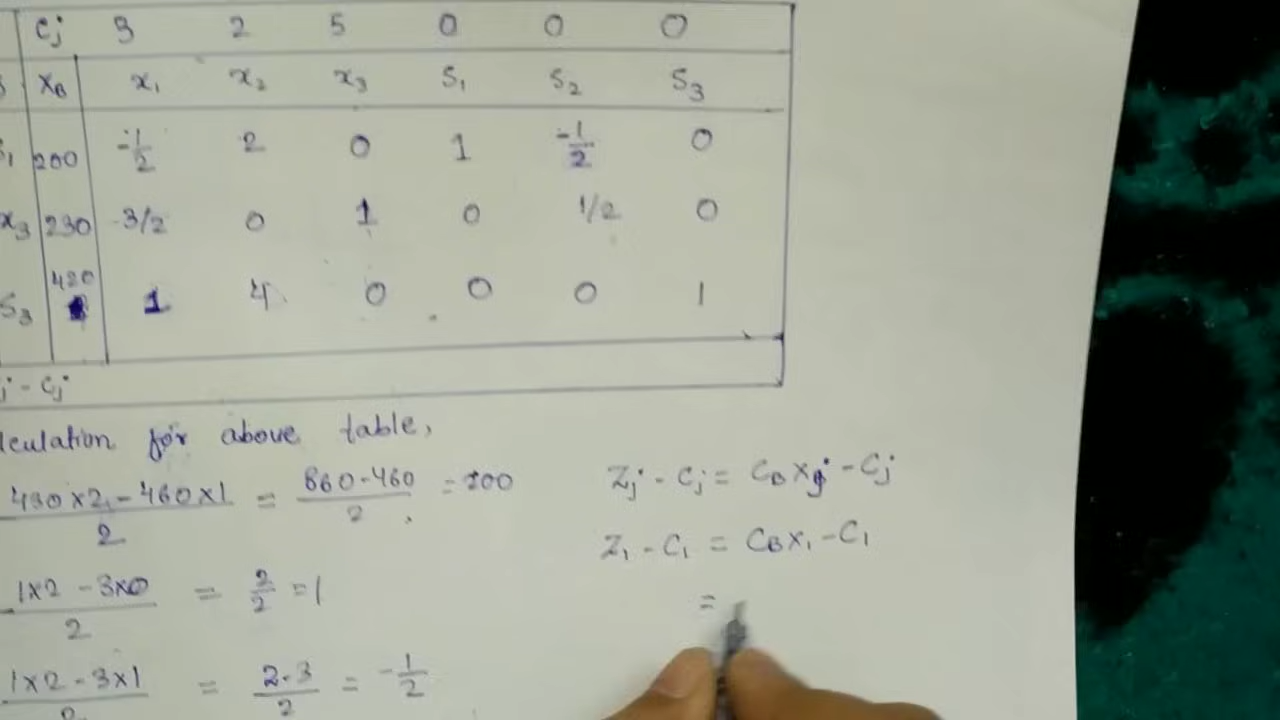 Cj 3 2 5 0 0 0
XB x₁ x₂ x₃ S₁ S₂ S₃
S₁ 200 -1/2 2 0 1 -1/2 0
x₃ 230 3/2 0 1 0 1/2 0
S₃ 420 1 4 0 0 0 1
j - Cj
lculation for above table,
430×2 - 460×1 / 2 = 860-460 / 2 = 200
1×2 - 3×0 / 2 = 2/2 = 1
1×2 - 3×1 / 2 = 2-3 / 2 = -1/2
Zj - Cj = CB Xj - Cj
Z₁ - C₁ = CB X₁ - C₁
=